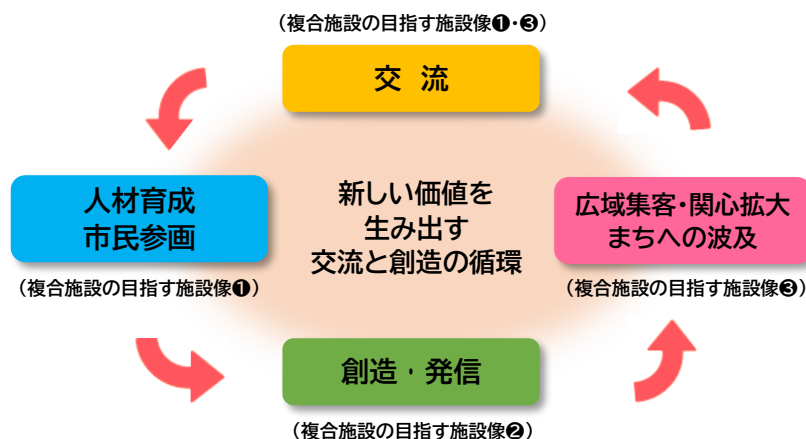 (複合施設の目指す施設像❶・❸)
交 流
人材育成
市民参画
(複合施設の目指す施設像❶)
新しい価値を
生み出す
交流と創造の循環
広域集客・関心拡大
まちへの波及
(複合施設の目指す施設像❸)
創造・発信
(複合施設の目指す施設像❷)